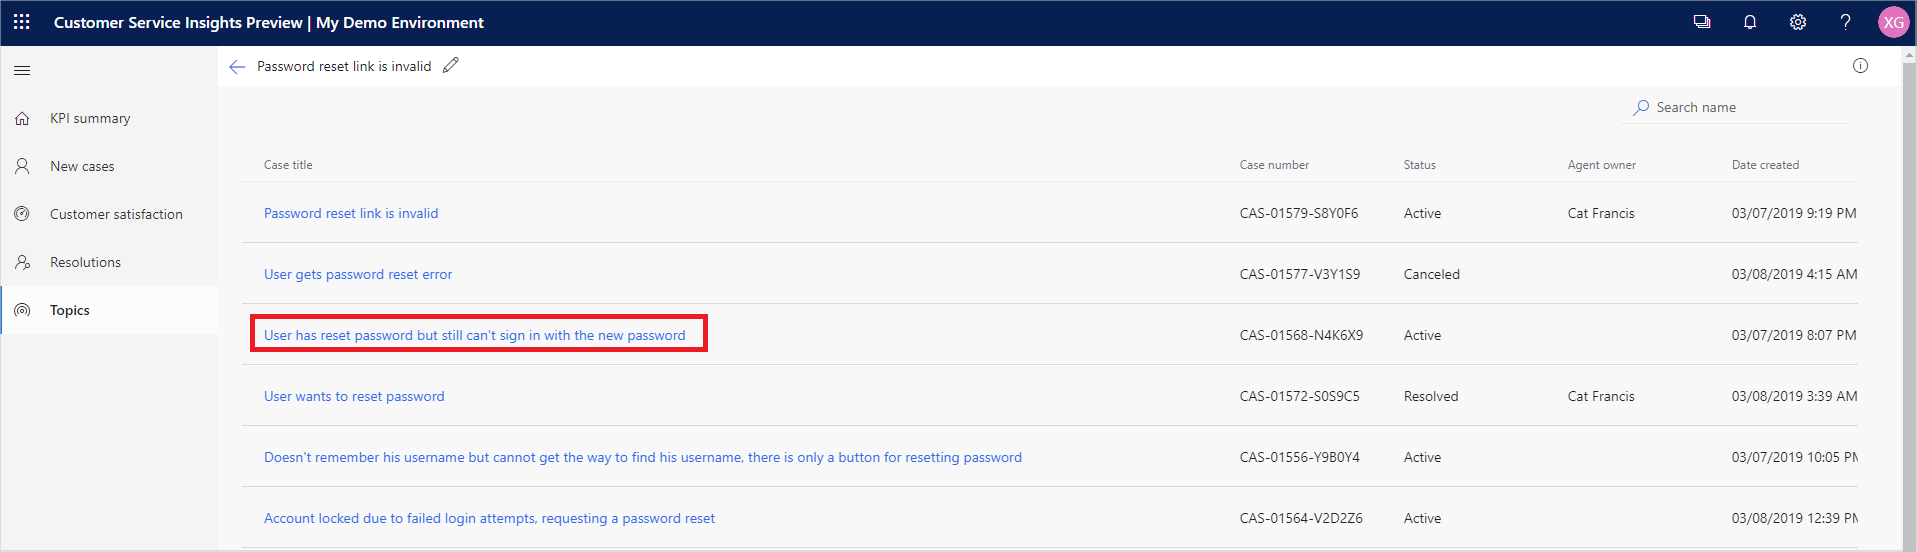 Customer Service Insights Preview | My Demo Environment
XG
Password reset link is invalid
KPI summary
New cases
Customer satisfaction
Resolutions
Topics
Search name
Case title Case number Status Agent owner Date created
Password reset link is invalid CAS-01579-S8Y0F6 Active Cat Francis 03/07/2019 9:19 PM
User gets password reset error CAS-01577-V3Y1S9 Canceled 03/08/2019 4:15 AM
User has reset password but still can't sign in with the new password CAS-01568-N4K6X9 Active 03/07/2019 8:07 PM
User wants to reset password CAS-01572-S0S9C5 Resolved Cat Francis 03/08/2019 3:39 AM
Doesn't remember his username but cannot get the way to find his username, there is only a button for resetting password CAS-01556-Y9B0Y4 Active 03/07/2019 10:05 PM
Account locked due to failed login attempts, requesting a password reset CAS-01564-V2D2Z6 Active 03/08/2019 12:39 PM